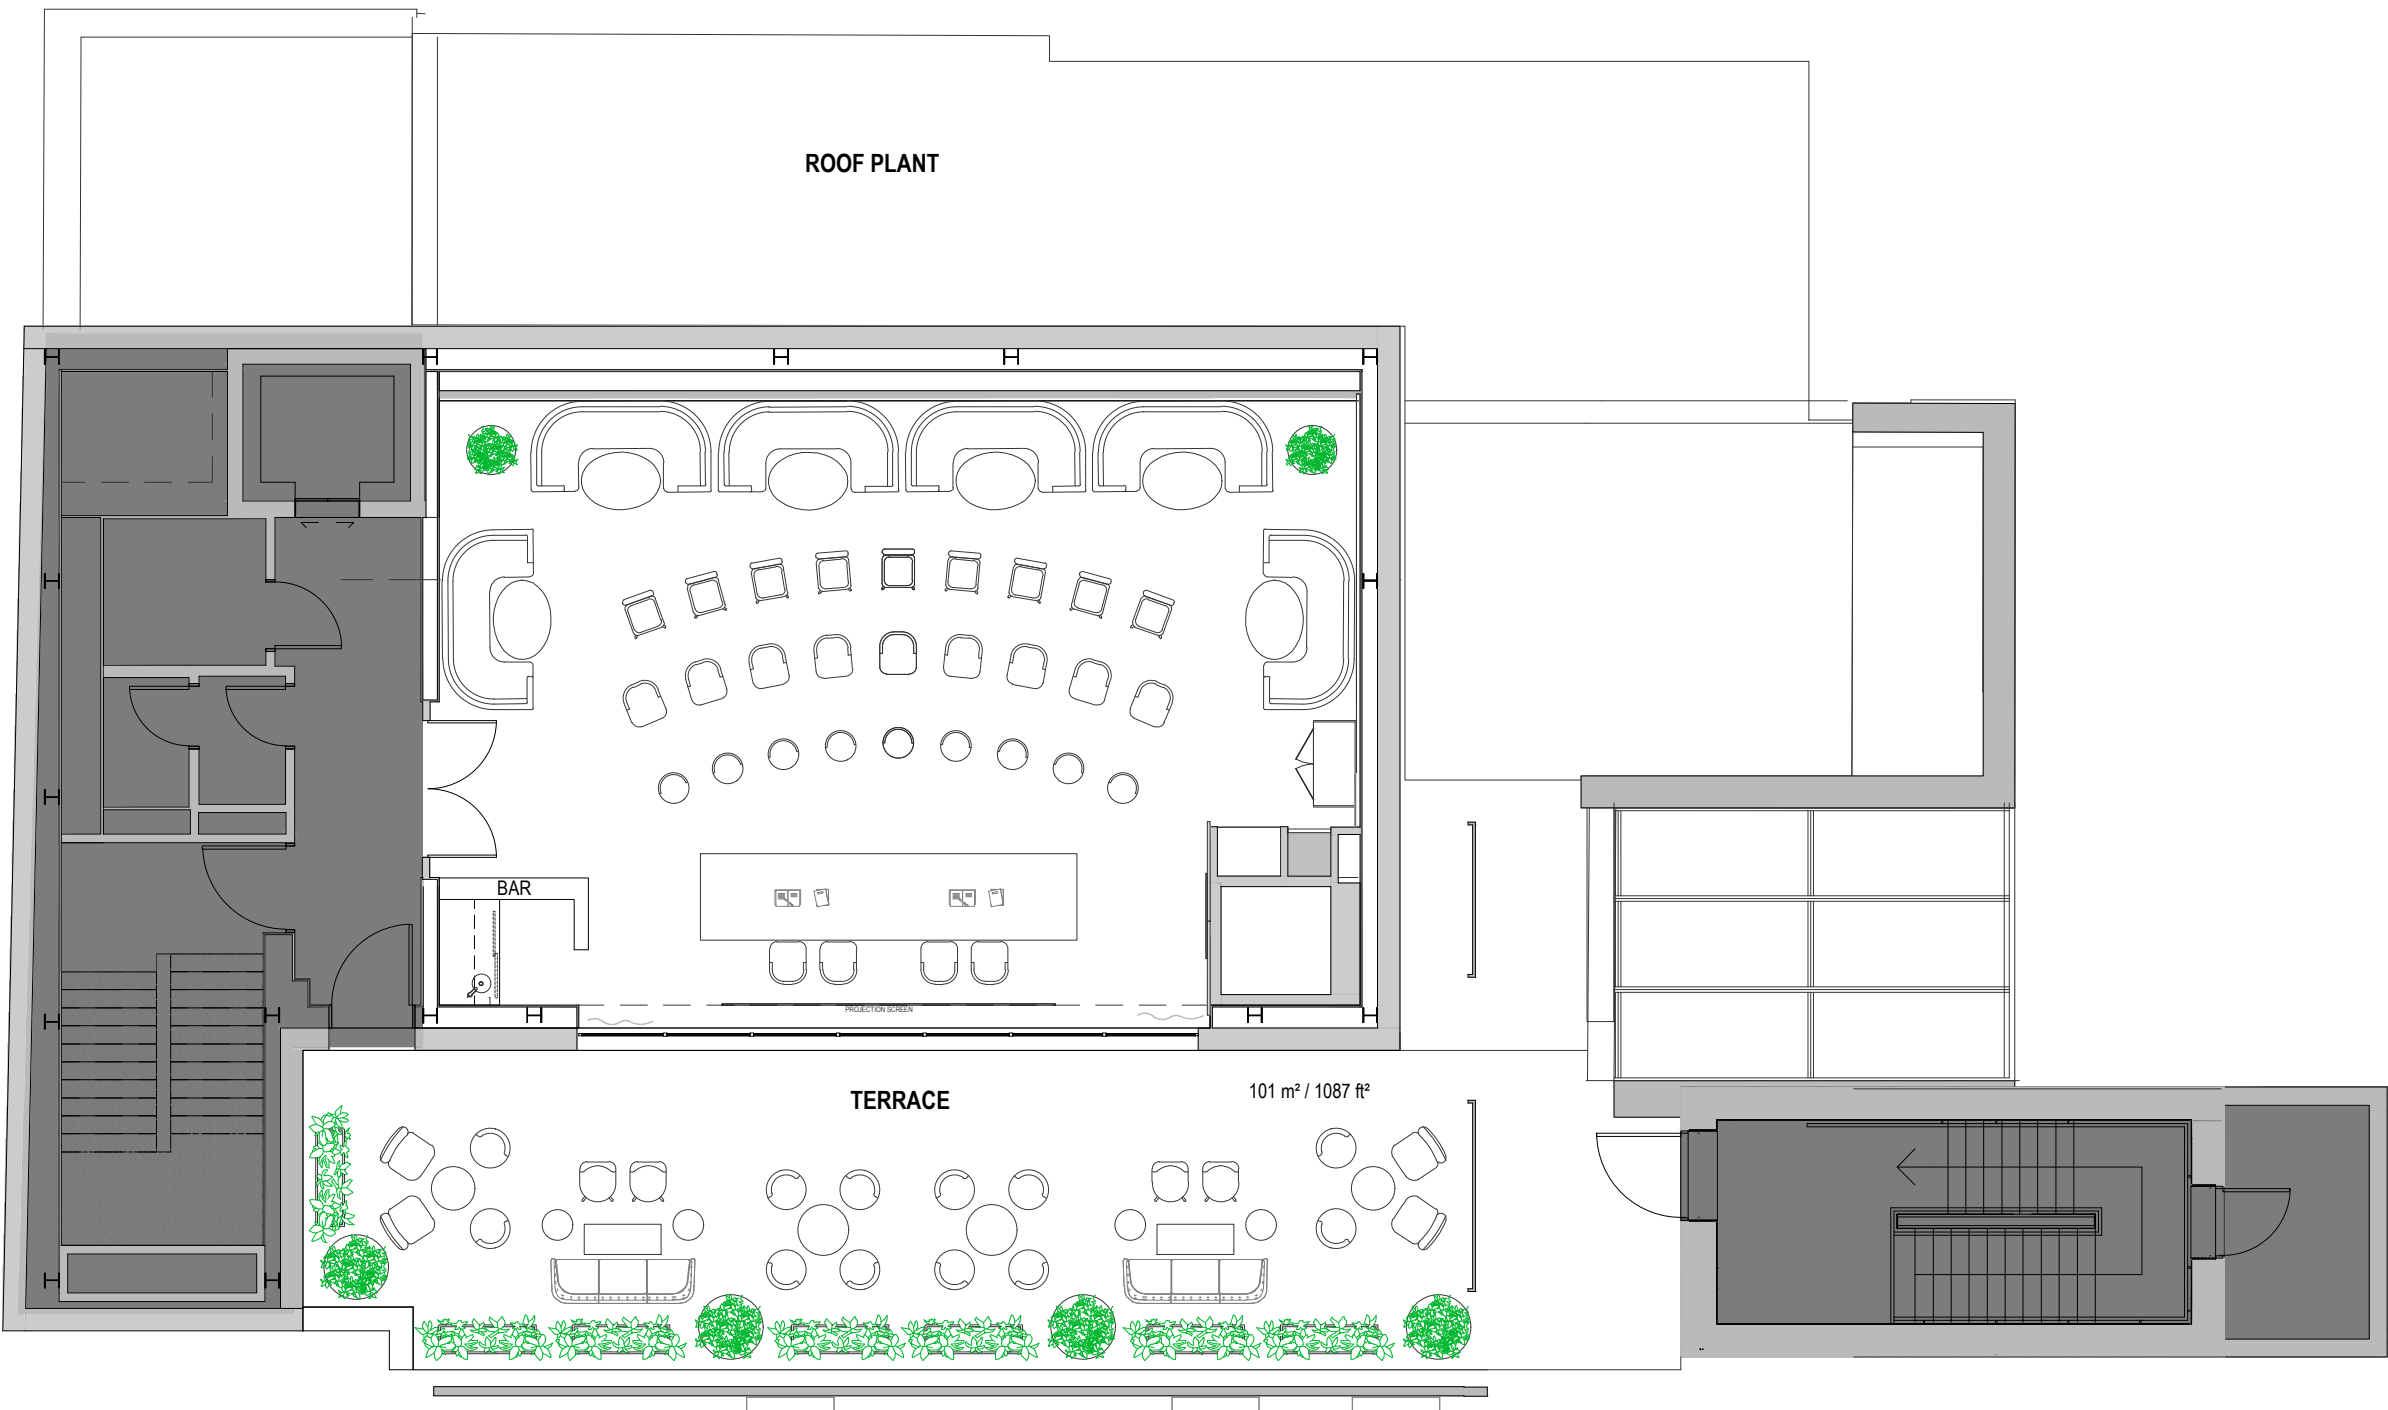 ROOF PLANT
BAR
PROJECTION SCREEN
TERRACE
101 m² / 1087 ft²